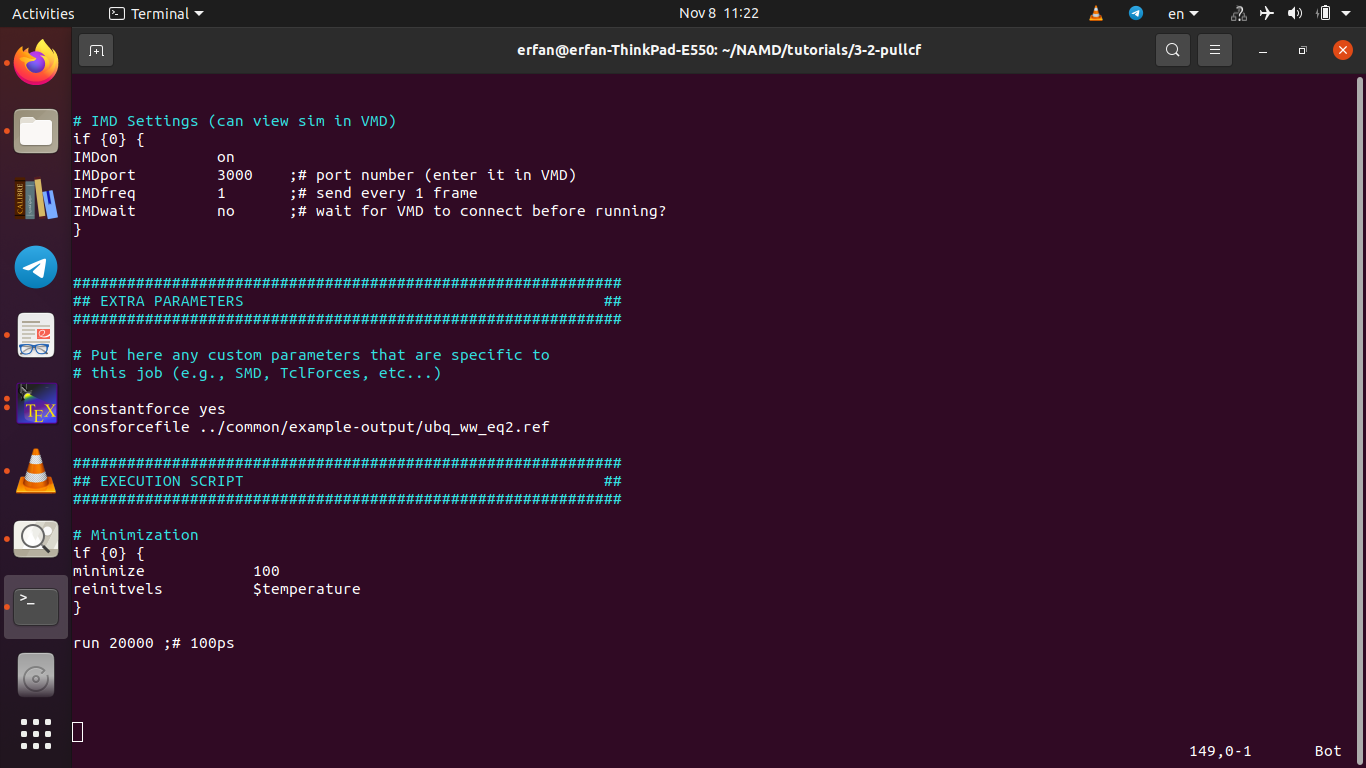 Activities
Terminal
Nov 8 11:22
en
erfan@erfan-ThinkPad-E550: ~/NAMD/tutorials/3-2-pullcf
# IMD Settings (can view sim in VMD)
if {0} {
IMDon           on
IMDport         3000    ;# port number (enter it in VMD)
IMDfreq         1       ;# send every 1 frame
IMDwait         no      ;# wait for VMD to connect before running?
}
#############################################################
## EXTRA PARAMETERS                                        ##
#############################################################
# Put here any custom parameters that are specific to
# this job (e.g., SMD, TclForces, etc...)
constantforce yes
consforcefile ../common/example-output/ubq_ww_eq2.ref
#############################################################
## EXECUTION SCRIPT                                        ##
#############################################################
# Minimization
if {0} {
minimize            100
reinitvels          $temperature
}
run 20000 ;# 100ps
149,0-1       Bot
CALIBRE
TEX
>_